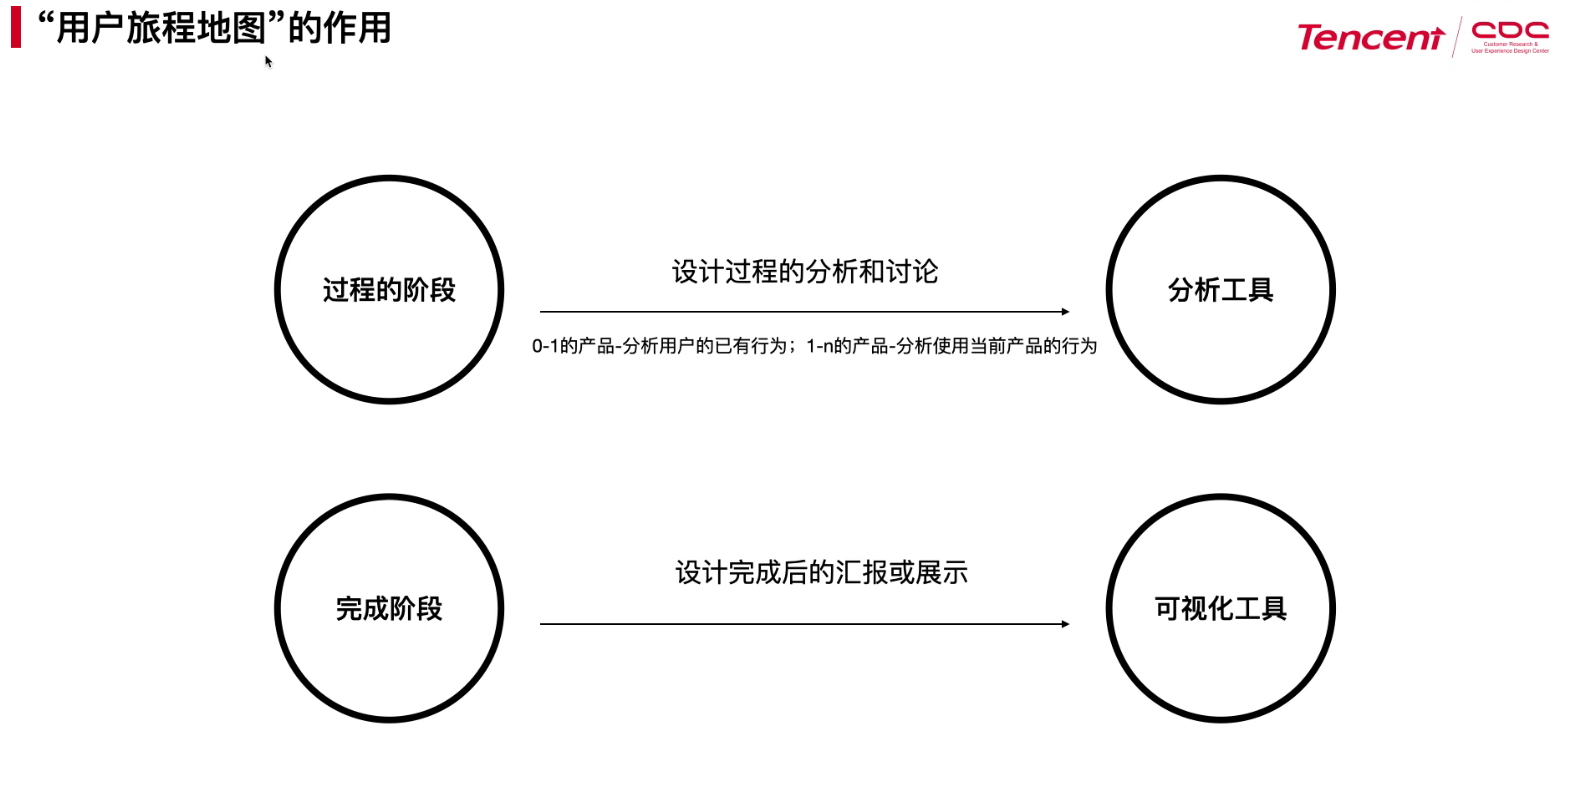 “用户旅程地图”的作用
Tencent
CDC
Customer Research &
User Experience Design Center
过程的阶段
设计过程的分析和讨论
0-1的产品-分析用户的已有行为；1-n的产品-分析使用当前产品的行为
分析工具
完成阶段
设计完成后的汇报或展示
可视化工具